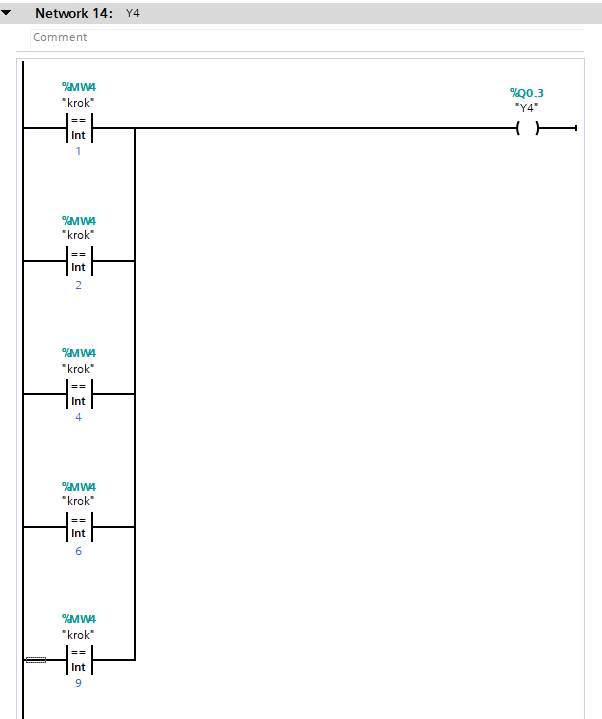 Network 14: Y4
Comment
%MW4
"krok"
==
Int
1
%Q0.3
"Y4"
%MW4
"krok"
==
Int
2
%MW4
"krok"
==
Int
4
%MW4
"krok"
==
Int
6
%MW4
"krok"
==
Int
9